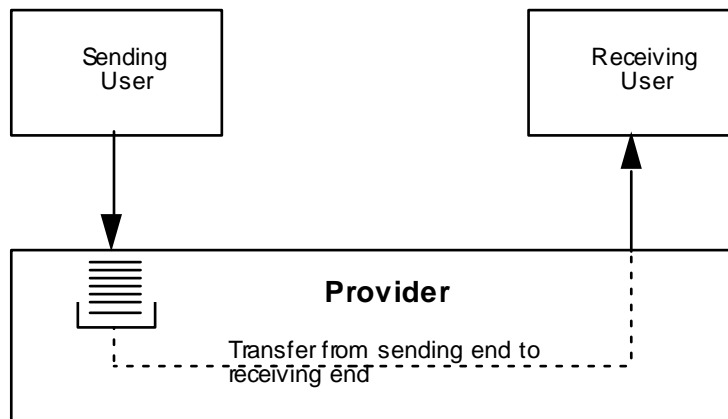 Sending
User
Receiving
User
Provider
Transfer from sending end to
receiving end